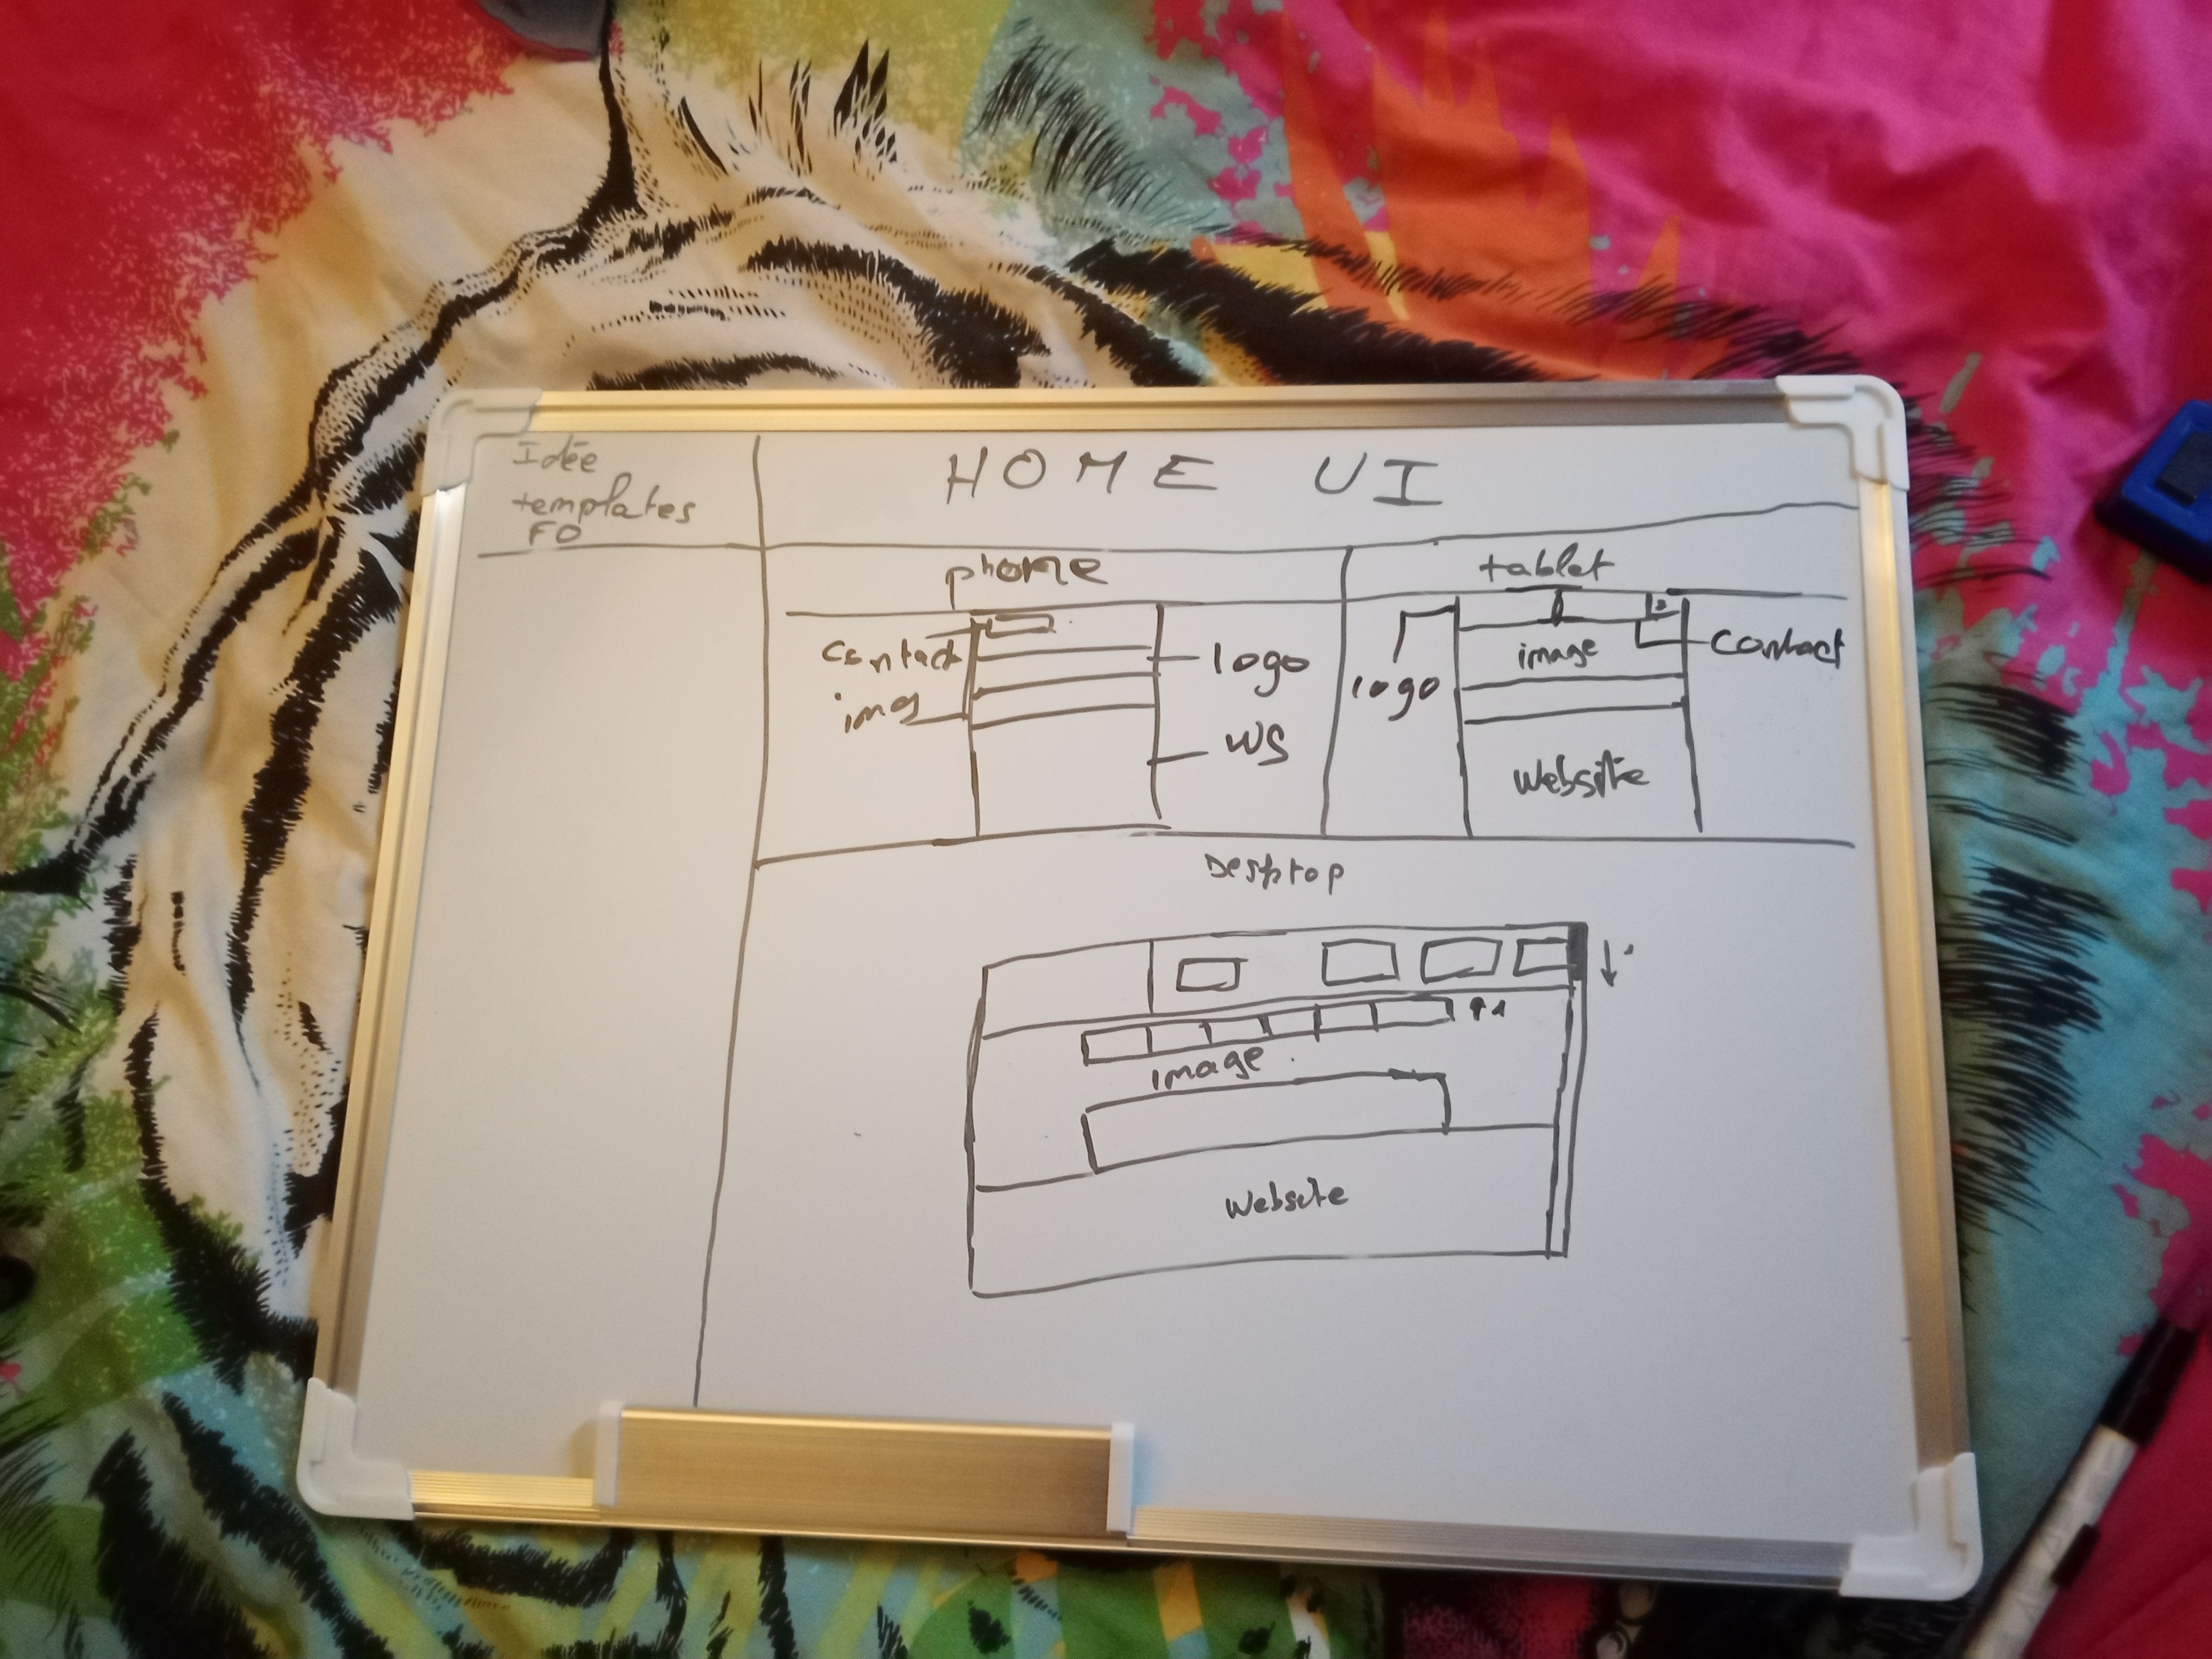 Idée
templates
FO
HOME UI
phone
contact
img
logo
WS
tablet
logo
image
contact
website
Desktop
image
website